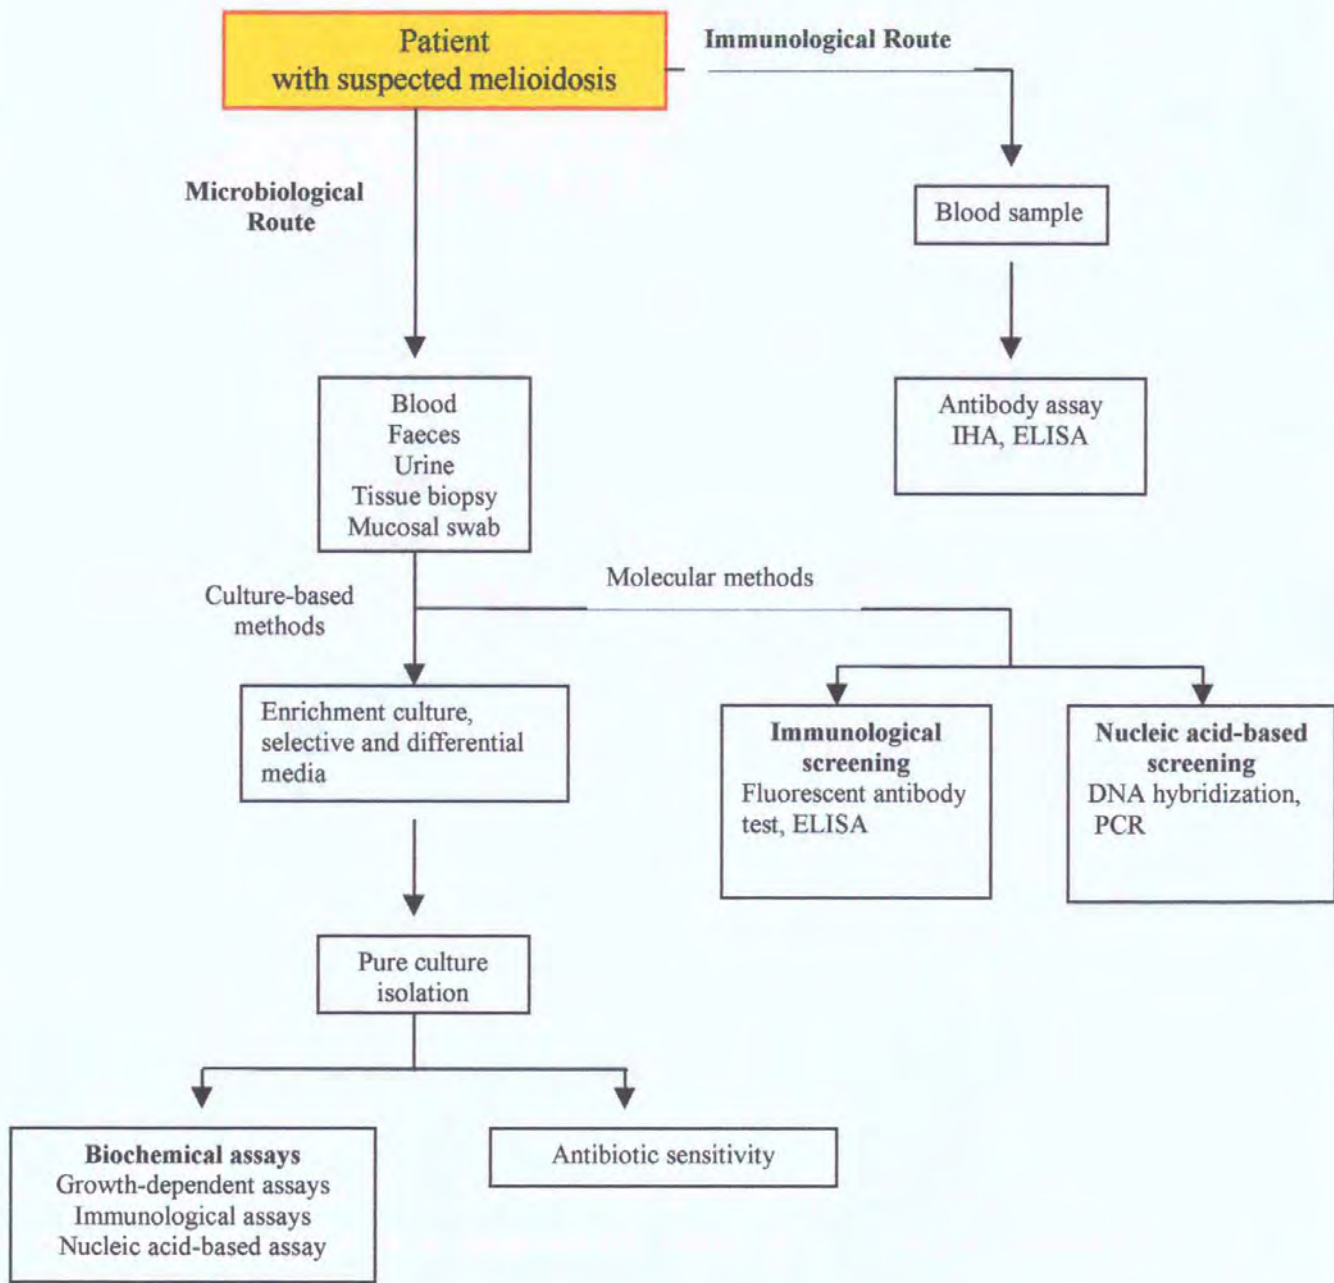 Patient
with suspected melioidosis
Immunological Route
Microbiological
Route
Blood sample
Blood
Faeces
Urine
Tissue biopsy
Mucosal swab
Antibody assay
IHA, ELISA
Culture-based
methods
Molecular methods
Enrichment culture,
selective and differential
media
Immunological
screening
Fluorescent antibody
test, ELISA
Nucleic acid-based
screening
DNA hybridization,
PCR
Pure culture
isolation
Biochemical assays
Growth-dependent assays
Immunological assays
Nucleic acid-based assay
Antibiotic sensitivity